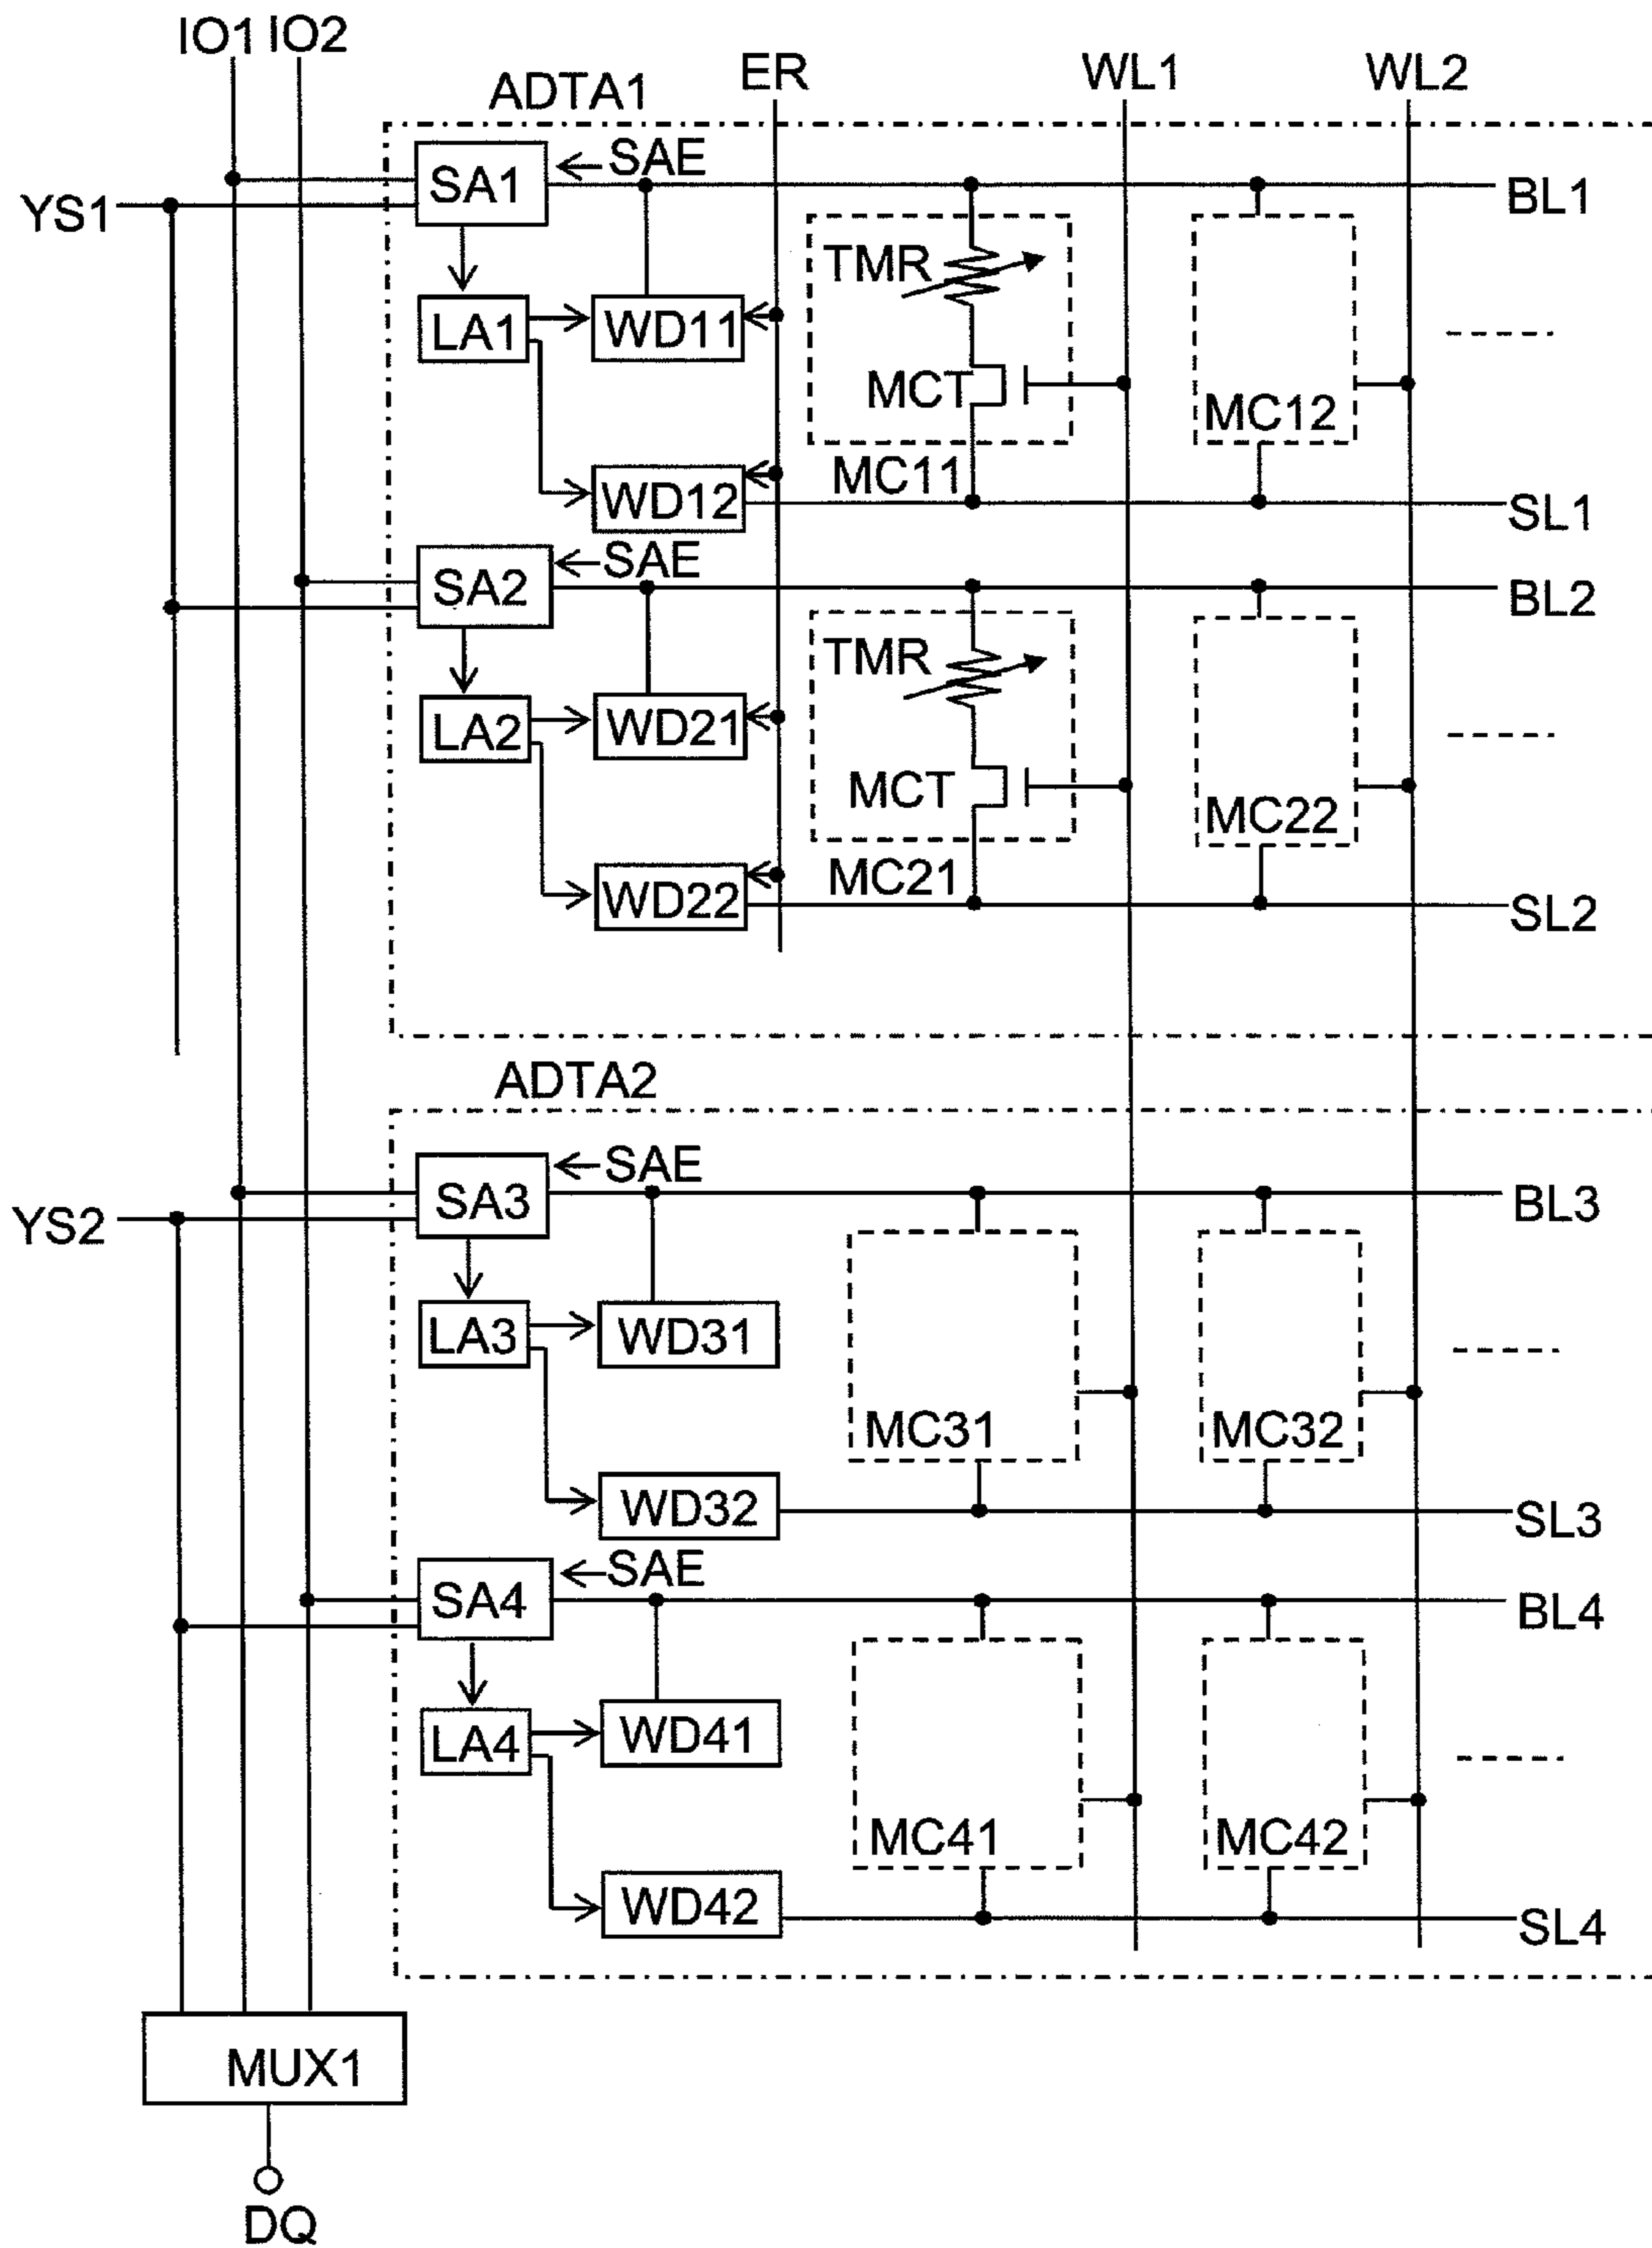 IO1 IO2
ER WL1 WL2
ADTA1
SAE
SA1
YS1
BL1
TMR
LA1 WD11
MCT
MC12
MC11
WD12
SL1
SAE
SA2
BL2
TMR
LA2 WD21
MCT
MC22
MC21
WD22
SL2
ADTA2
SAE
SA3
YS2
BL3
LA3 WD31
MC31 MC32
WD32
SL3
SAE
SA4
BL4
LA4 WD41
MC41 MC42
WD42
SL4
MUX1
DQ